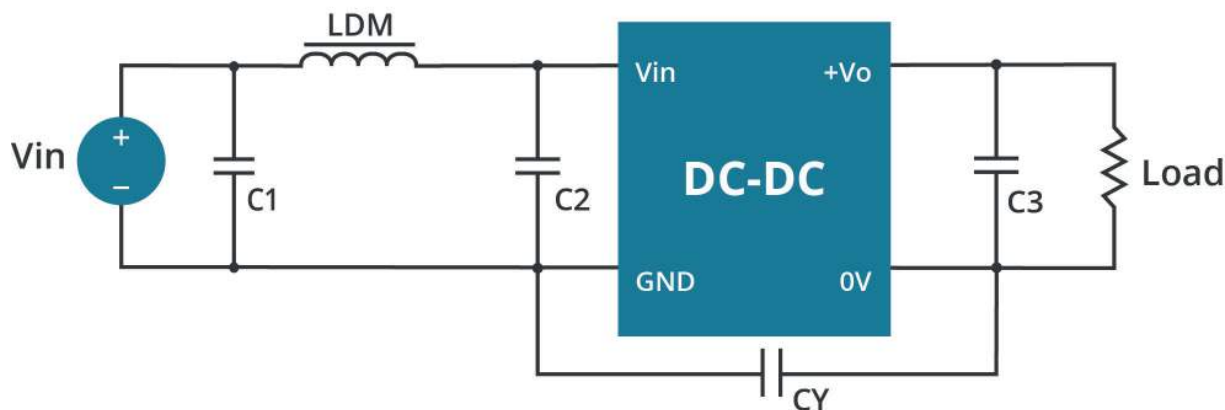 LDM
Vin
+
−
C1
C2
Vin
+Vo
DC-DC
GND
0V
C3
Load
CY